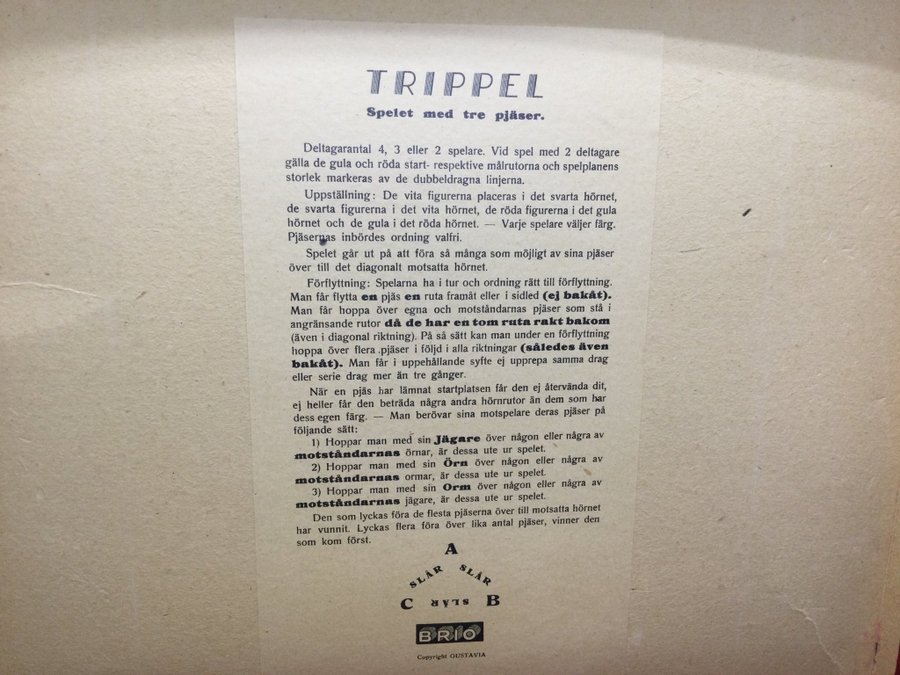 TRIPPEL
Spelet med tre pjäser.
Deltagarantal 4, 3 eller 2 spelare. Vid spel med 2 deltagare
gälla de gula och röda start- respektive målrutorna och spelplanens
storlek markeras av de dubbeldragna linjerna.
Uppställning: De vita figurerna placeras i det svarta hörnet,
de svarta figurerna i det vita hörnet, de röda figurerna i det gula
hörnet och de gula i det röda hörnet. — Varje spelare väljer färg.
Pjäsernas inbördes ordning valfri.
Spelet går ut på att föra så många som möjligt av sina pjäser
över till det diagonalt motsatta hörnet.
Förflyttning: Spelarna ha i tur och ordning rätt till förflyttning.
Man får flytta en pjäs en ruta framåt eller i sidled (ej bakåt).
Man får hoppa över egna och motståndarnas pjäser som stå i
angränsande rutor då de har en tom ruta rakt bakom
(även i diagonal riktning). På så sätt kan man under en förflyttning
hoppa över flera pjäser i följd i alla riktningar (således även
bakåt). Man får i uppehållande syfte ej upprepa samma drag
eller serie drag mer än tre gånger.
När en pjäs har lämnat startplatsen får den ej återvända dit,
ej heller får den beträda några andra hörnrutor än dem som har
dess egen färg. — Man berövar sina motspelare deras pjäser på
följande sätt:
1) Hoppar man med sin Jägare över någon eller några av
motståndarnas örnar, är dessa ute ur spelet.
2) Hoppar man med sin Örn över någon eller några av
motståndarnas ormar, är dessa ute ur spelet.
3) Hoppar man med sin Orm över någon eller några av
motståndarnas jägare, är dessa ute ur spelet.
Den som lyckas föra de flesta pjäserna över till motsatta hörnet
har vunnit. Lyckas flera föra över lika antal pjäser, vinner den
som kom först.
A
SLÅR SLÅR
C SLÅR B
BRIO
Copyright OUSTAVIA